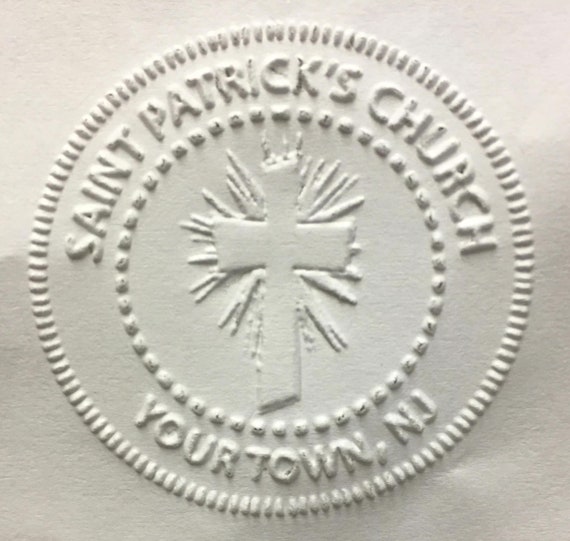 SAINT PATRICK'S CHURCH
YOUR TOWN, NJ